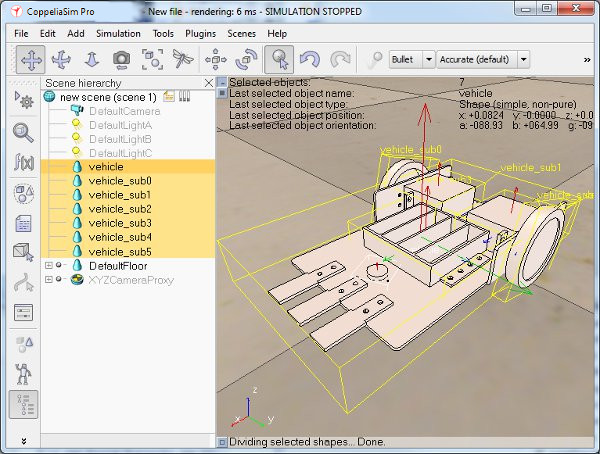 CoppeliaSim Pro
New file - rendering: 6 ms - SIMULATION STOPPED
File Edit Add Simulation Tools Plugins Scenes Help
Bullet Accurate (default) »
Scene hierarchy
new scene (scene 1)
DefaultCamera
DefaultLightA
DefaultLightB
DefaultLightC
vehicle
vehicle_sub0
vehicle_sub1
vehicle_sub2
vehicle_sub3
vehicle_sub4
vehicle_sub5
DefaultFloor
XYZCameraProxy
f(x)
Selected objects: 7
Last selected object name: vehicle
Last selected object type: Shape (simple, non-pure)
Last selected object position: x: +0.0824 y: -0.0000 z: +0.0
Last selected object orientation: a: -088.93 b: +064.99 g: -09
vehicle_sub0
vehicle_sub1
z
x
y
Dividing selected shapes... Done.